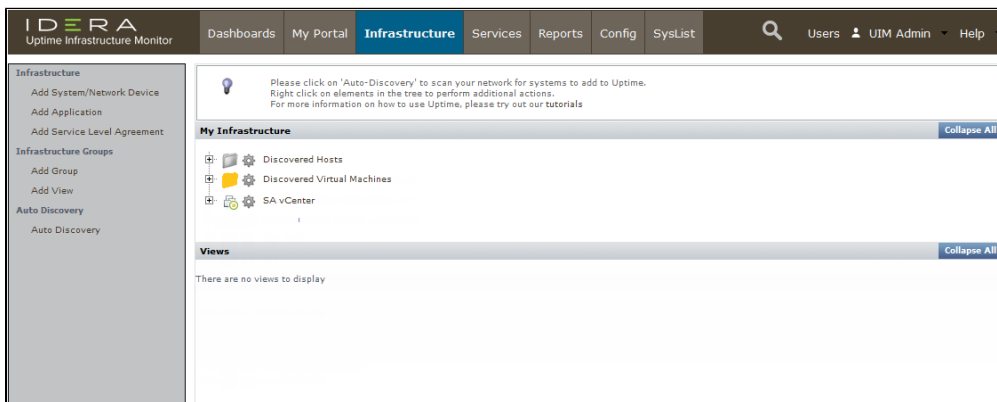 IDERA
Uptime Infrastructure Monitor
Dashboards My Portal Infrastructure Services Reports Config SysList Users UIM Admin Help
Infrastructure
Add System/Network Device
Add Application
Add Service Level Agreement
Infrastructure Groups
Add Group
Add View
Auto Discovery
Auto Discovery
Please click on 'Auto-Discovery' to scan your network for systems to add to Uptime.
Right click on elements in the tree to perform additional actions.
For more information on how to use Uptime, please try out our tutorials
My Infrastructure Collapse All
Discovered Hosts
Discovered Virtual Machines
SA vCenter
Views Collapse All
There are no views to display